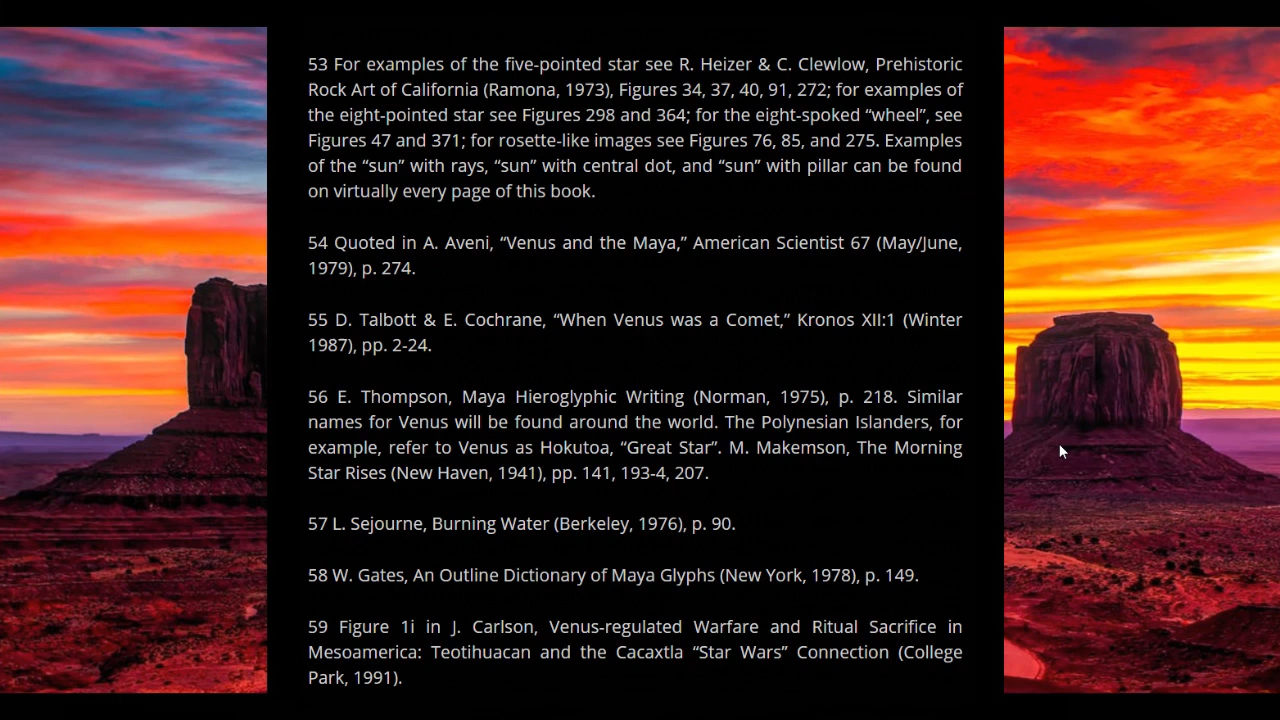 53 For examples of the five-pointed star see R. Heizer & C. Clewlow, Prehistoric
Rock Art of California (Ramona, 1973), Figures 34, 37, 40, 91, 272; for examples of
the eight-pointed star see Figures 298 and 364; for the eight-spoked “wheel”, see
Figures 47 and 371; for rosette-like images see Figures 76, 85, and 275. Examples
of the “sun” with rays, “sun” with central dot, and “sun” with pillar can be found
on virtually every page of this book.
54 Quoted in A. Aveni, “Venus and the Maya,” American Scientist 67 (May/June,
1979), p. 274.
55 D. Talbott & E. Cochrane, “When Venus was a Comet,” Kronos XII:1 (Winter
1987), pp. 2-24.
56 E. Thompson, Maya Hieroglyphic Writing (Norman, 1975), p. 218. Similar
names for Venus will be found around the world. The Polynesian Islanders, for
example, refer to Venus as Hokutoa, “Great Star”. M. Makemson, The Morning
Star Rises (New Haven, 1941), pp. 141, 193-4, 207.
57 L. Sejourne, Burning Water (Berkeley, 1976), p. 90.
58 W. Gates, An Outline Dictionary of Maya Glyphs (New York, 1978), p. 149.
59 Figure 1i in J. Carlson, Venus-regulated Warfare and Ritual Sacrifice in
Mesoamerica: Teotihuacan and the Cacaxtla “Star Wars” Connection (College
Park, 1991).